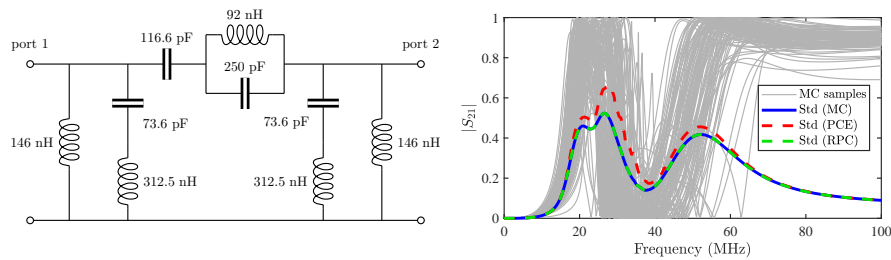 port 1
116.6 pF
92 nH
250 pF
port 2
146 nH
73.6 pF
312.5 nH
73.6 pF
312.5 nH
146 nH
|S21|
1
0.8
0.6
0.4
0.2
0
0 20 40 60 80 100
Frequency (MHz)
MC samples
Std (MC)
Std (PCE)
Std (RPC)